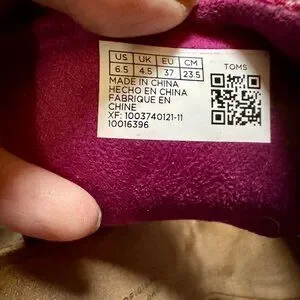 US UK EU CM
6.5 4.5 37 23.5
TOMS
MADE IN CHINA
HECHO EN CHINA
FABRIQUE EN
CHINE
XF: 1003740121-11
10016396